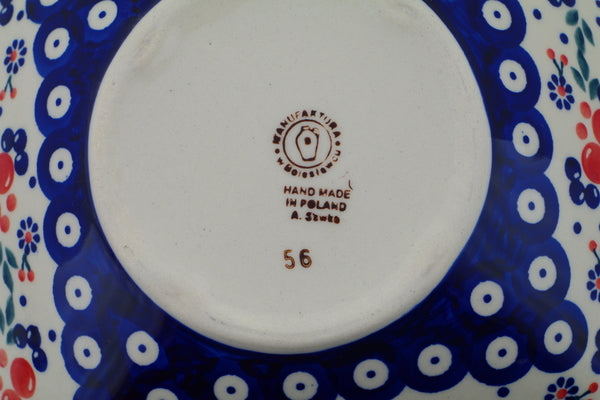 MANUFAKTURA
w Bolesławcu
HAND MADE
IN POLAND
A. Szwko
56